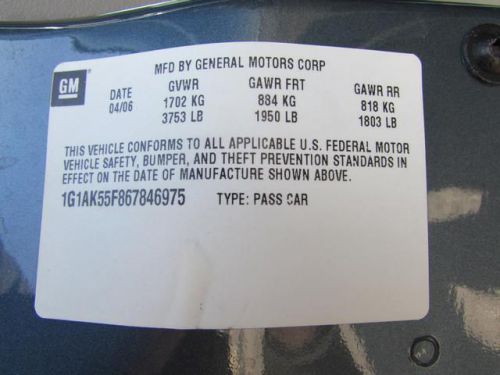 MFD BY GENERAL MOTORS CORP
GM
DATE GVWR GAWR FRT GAWR RR
04/06 1702 KG 884 KG 818 KG
3753 LB 1950 LB 1803 LB
THIS VEHICLE CONFORMS TO ALL APPLICABLE U.S. FEDERAL MOTOR
VEHICLE SAFETY, BUMPER, AND THEFT PREVENTION STANDARDS IN
EFFECT ON THE DATE OF MANUFACTURE SHOWN ABOVE.
1G1AK55F867846975 TYPE: PASS CAR